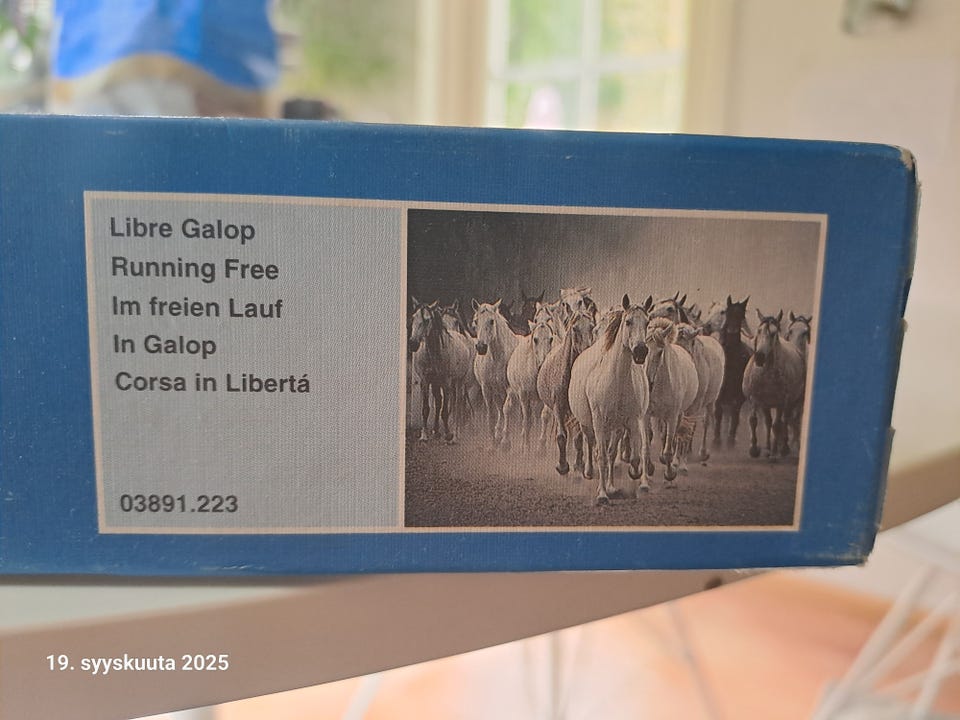 Libre Galop
Running Free
Im freien Lauf
In Galop
Corsa in Libertá
03891.223
19. syyskuuta 2025